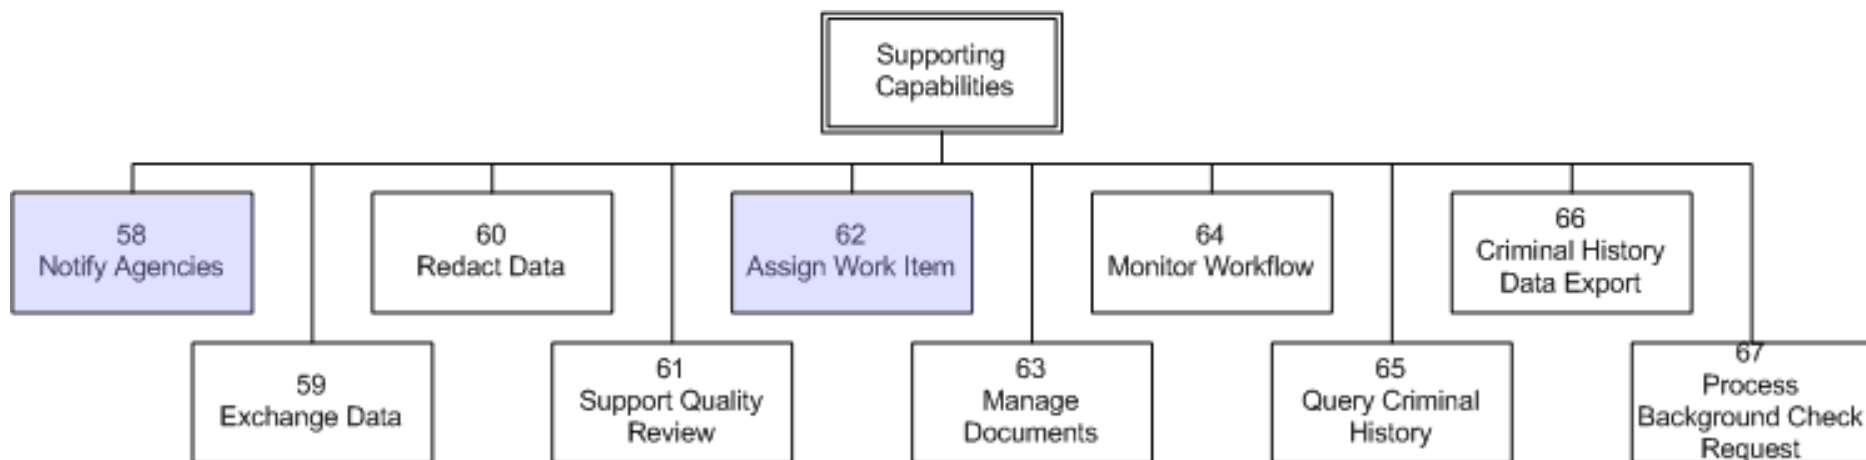 Supporting
Capabilities
58
Notify Agencies
60
Redact Data
62
Assign Work Item
64
Monitor Workflow
66
Criminal History
Data Export
59
Exchange Data
61
Support Quality
Review
63
Manage
Documents
65
Query Criminal
History
67
Process
Background Check
Request